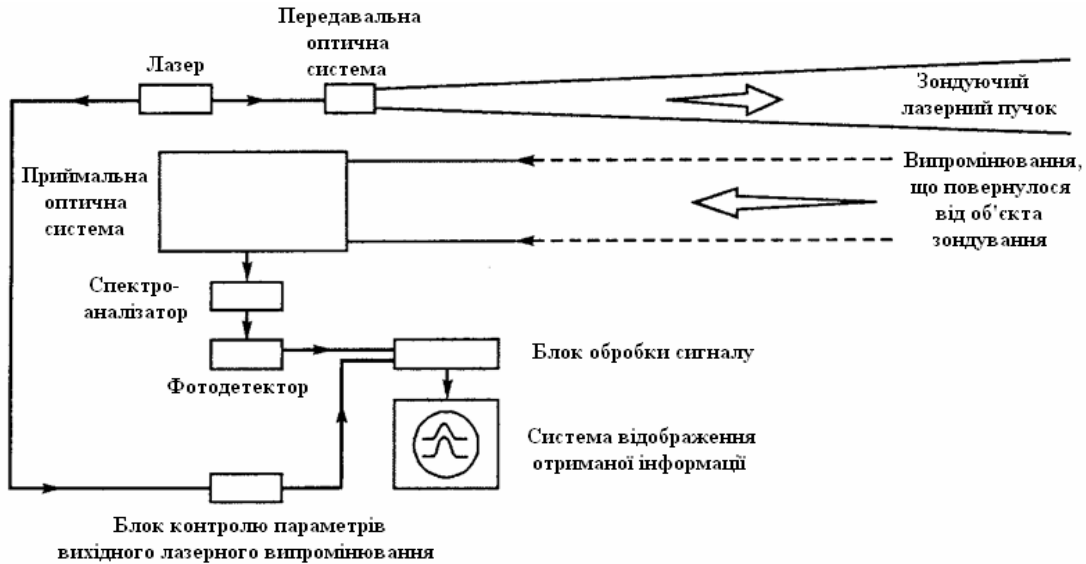 Передавальна
оптична
система
Лазер
Зондуючий
лазерний пучок
Приймальна
оптична
система
Випромінювання,
що повернулося
від об'єкта
зондування
Спектро-
аналізатор
Фотодетектор
Блок обробки сигналу
Система відображення
отриманої інформації
Блок контролю параметрів
вихідного лазерного випромінювання